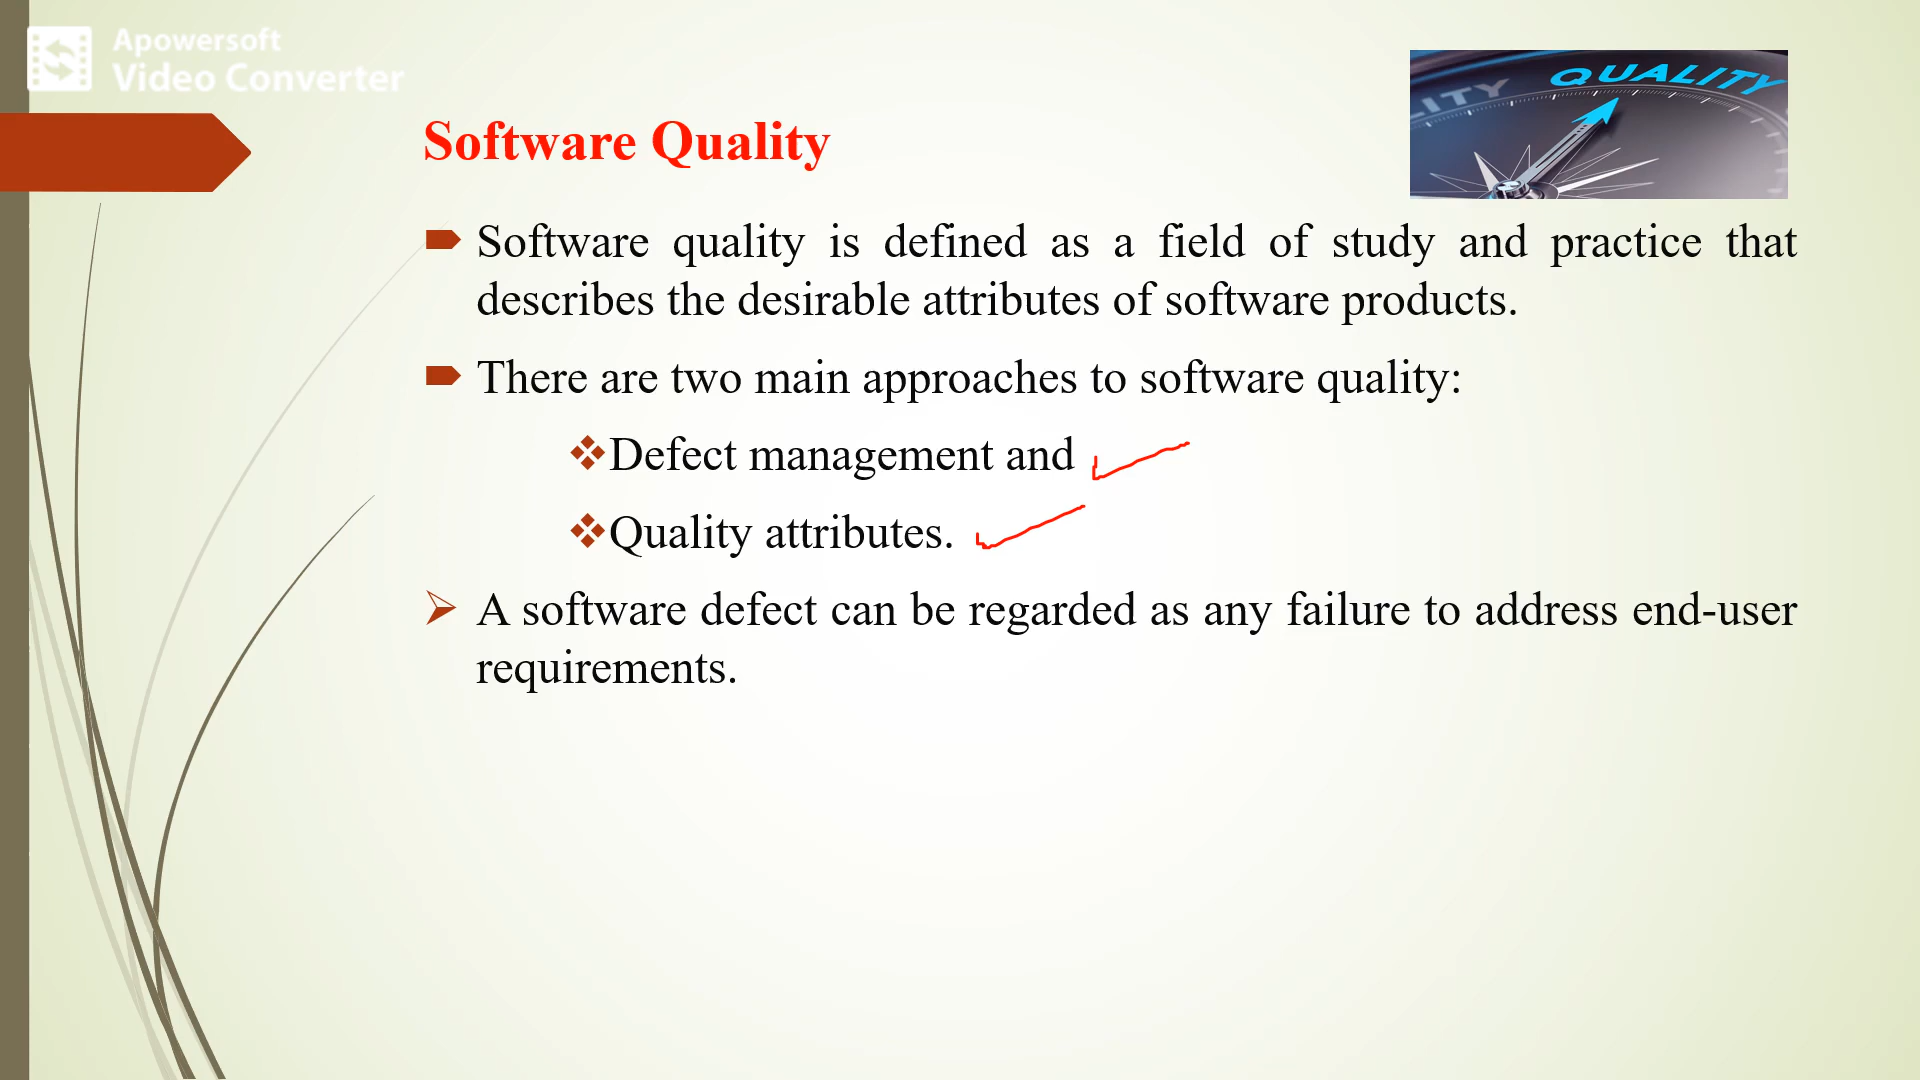 Apowersoft
Video Converter
LITY
QUALITY
Software Quality
Software quality is defined as a field of study and practice that
describes the desirable attributes of software products.
There are two main approaches to software quality:
Defect management and
Quality attributes.
A software defect can be regarded as any failure to address end-user
requirements.